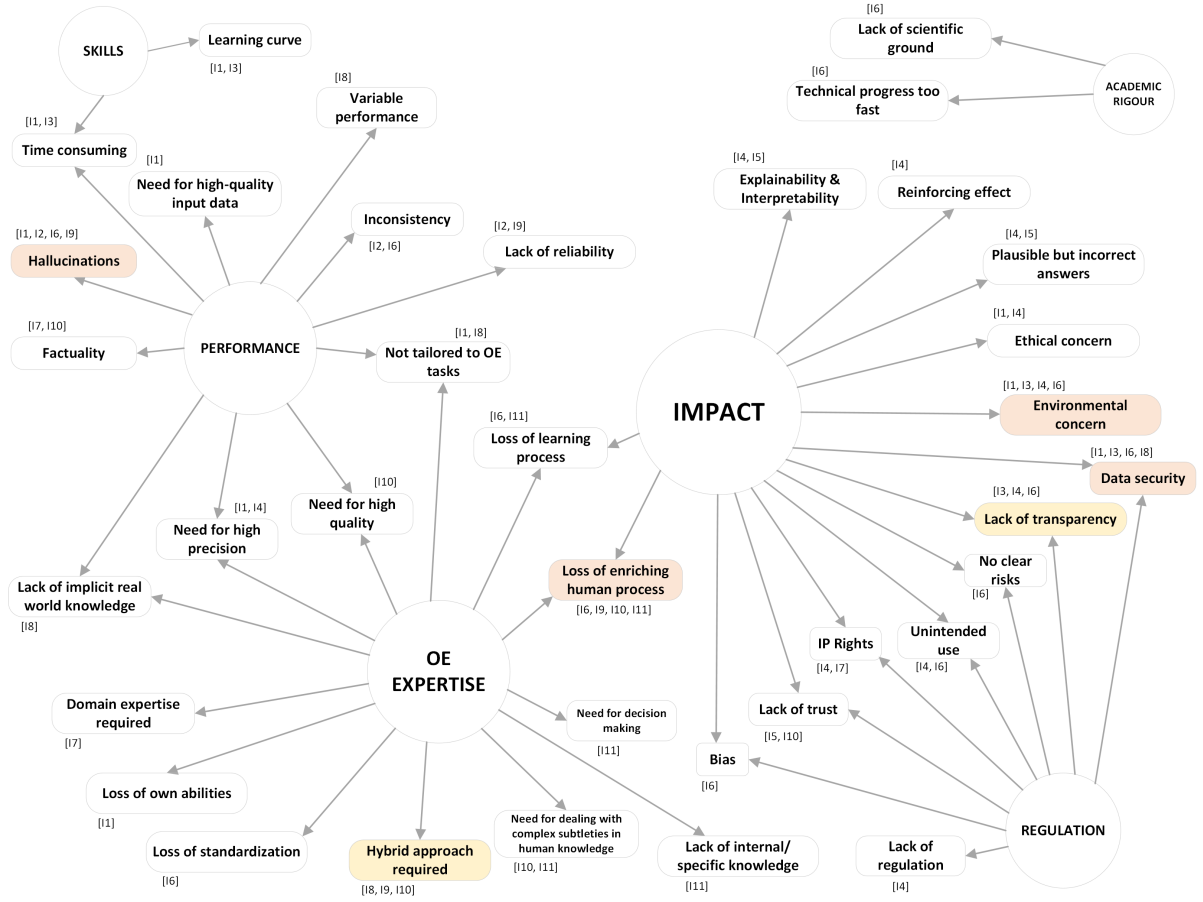 SKILLS
Learning curve
[I1, I3]
[I1, I3]
Time consuming
[I8]
Variable
performance
[I1]
Need for high-quality
input data
Inconsistency
[I2, I6]
[I2, I9]
Lack of reliability
[I1, I2, I6, I9]
Hallucinations
[I7, I10]
Factuality
PERFORMANCE
[I1, I8]
Not tailored to OE
tasks
[I6, I11]
Loss of learning
process
[I10]
Need for high
quality
[I1, I4]
Need for high
precision
Lack of implicit real
world knowledge
[I8]
Loss of enriching
human process
[I6, I9, I10, I11]
OE
EXPERTISE
Domain expertise
required
[I7]
Loss of own abilities
[I1]
Loss of standardization
[I6]
Hybrid approach
required
[I8, I9, I10]
Need for dealing with
complex subtleties in
human knowledge
[I10, I11]
Need for decision
making
[I11]
Lack of internal/
specific knowledge
[I11]
[I6]
Lack of scientific
ground
[I6]
Technical progress too
fast
ACADEMIC
RIGOUR
[I4, I5]
Explainability &
Interpretability
[I4]
Reinforcing effect
[I4, I5]
Plausible but incorrect
answers
[I1, I4]
Ethical concern
IMPACT
[I1, I3, I4, I6]
Environmental
concern
[I1, I3, I6, I8]
Data security
[I3, I4, I6]
Lack of transparency
No clear
risks
[I6]
Unintended
use
[I4, I6]
IP Rights
[I4, I7]
Lack of trust
[I5, I10]
Bias
[I6]
REGULATION
Lack of
regulation
[I4]